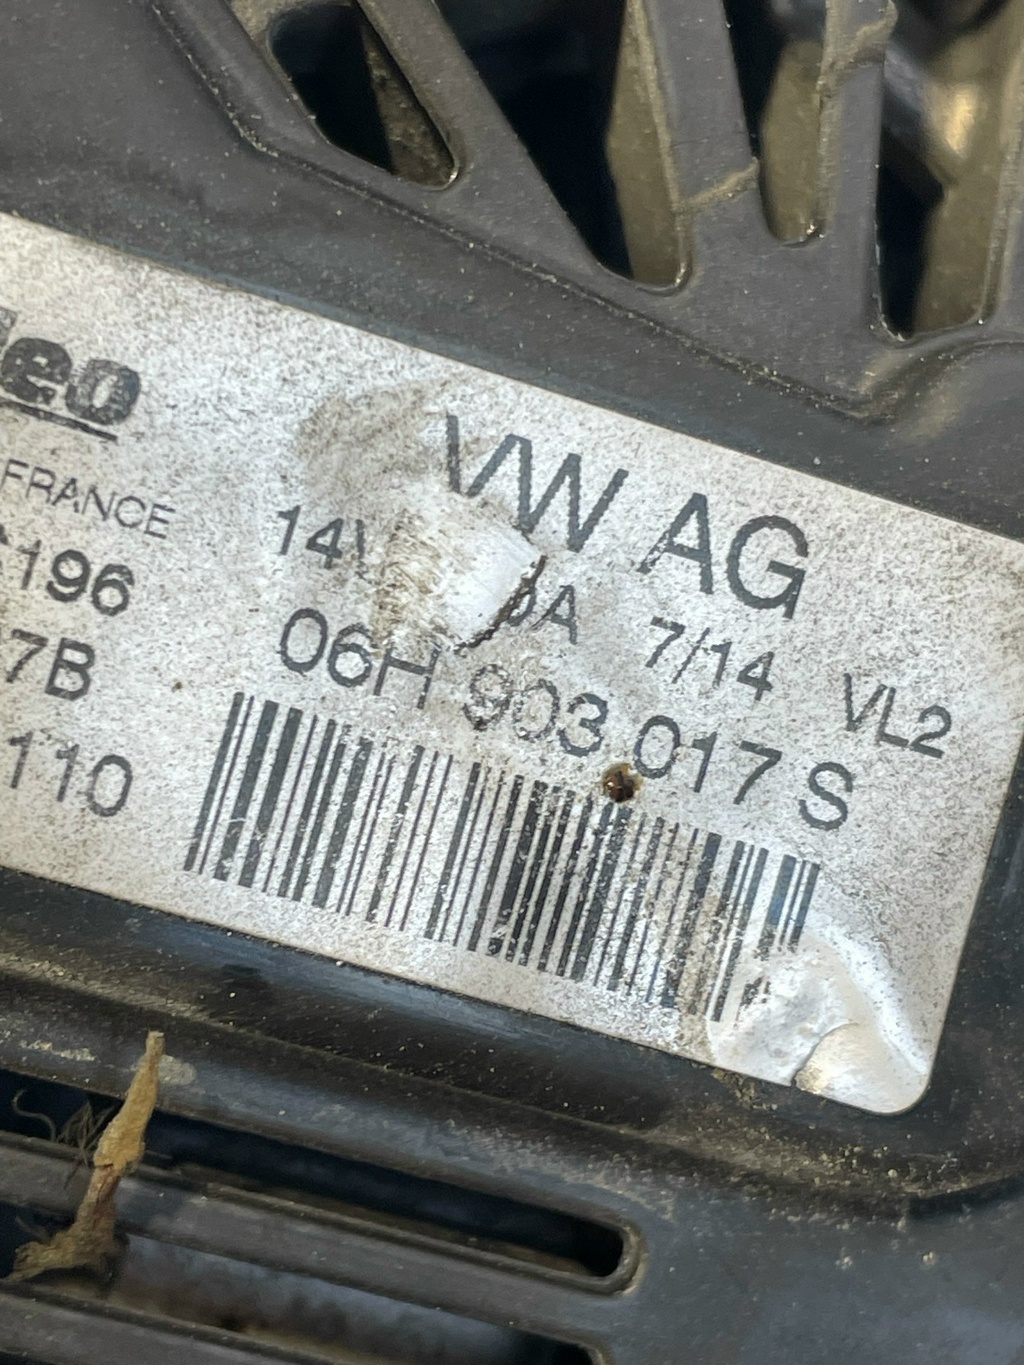 VW AG
FRANCE
14V 7/14 VL2
196
06H 903 017 S
7B
110